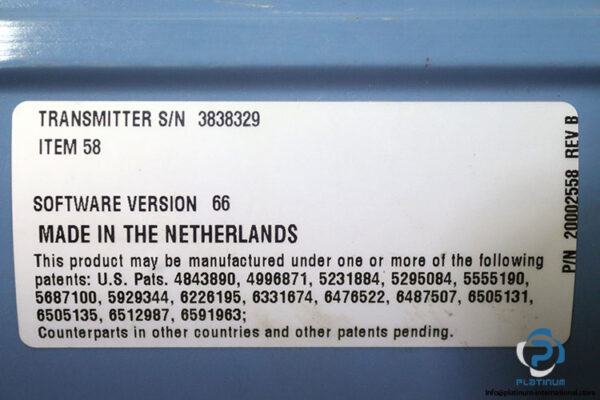 TRANSMITTER S/N 3838329
ITEM 58
SOFTWARE VERSION 66
MADE IN THE NETHERLANDS
This product may be manufactured under one or more of the following
patents: U.S. Pats. 4843890, 4996871, 5231884, 5295084, 5555190,
5687100, 5929344, 6226195, 6331674, 6476522, 6487507, 6505131,
6505135, 6512987, 6591963;
Counterparts in other countries and other patents pending.
P/N 20002558 REV B
PLATINUM
info@platinum-international.com